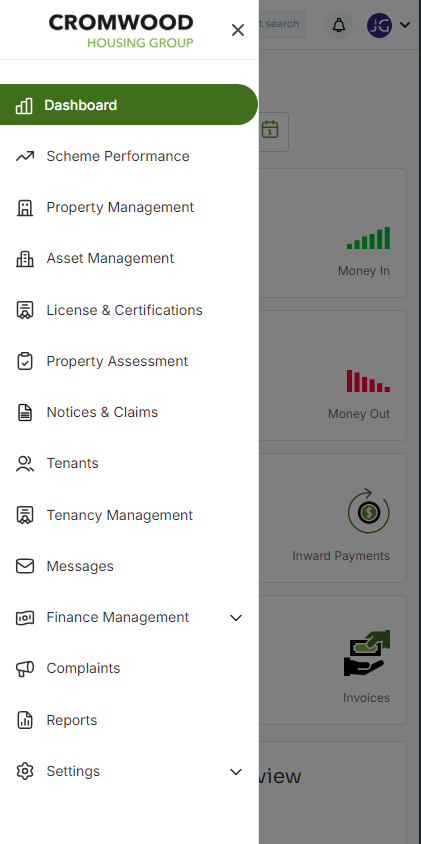 CROMWOOD
HOUSING GROUP
t search
JG
Dashboard
1
Scheme Performance
Property Management
Asset Management
Money In
License & Certifications
Property Assessment
Notices & Claims
Money Out
Tenants
Tenancy Management
$
Inward Payments
Messages
Finance Management
Complaints
Invoices
Reports
Settings
view